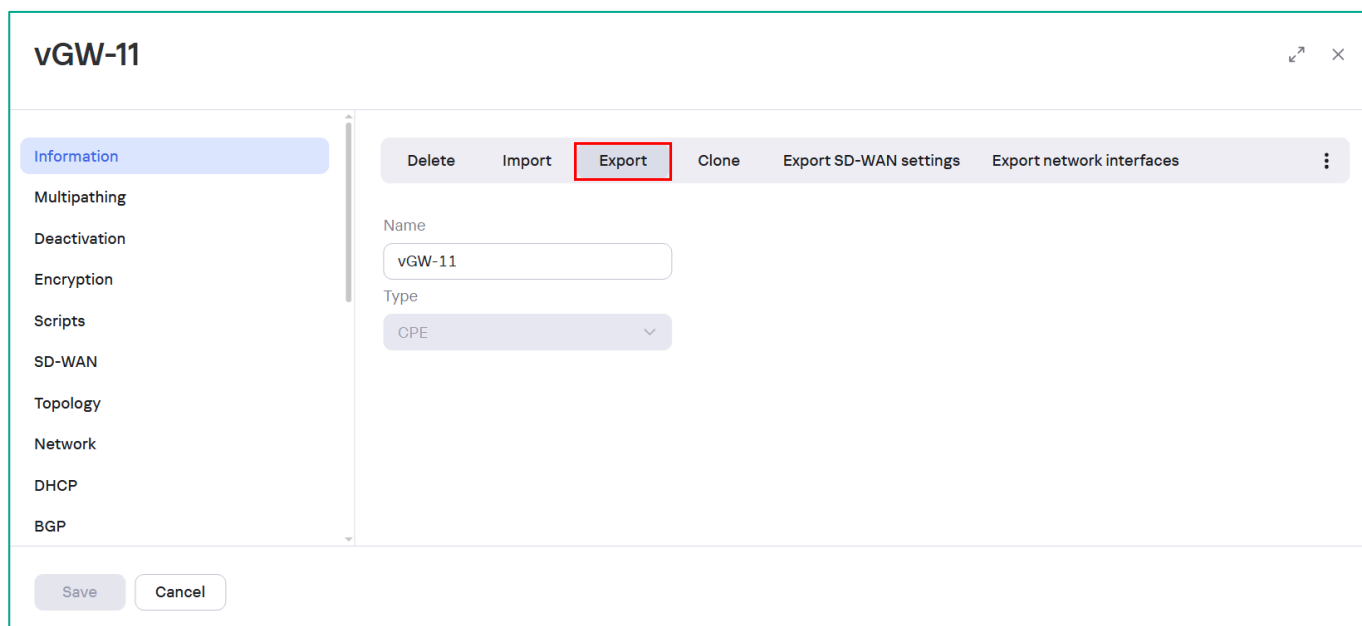 vGW-11
Information
Multipathing
Deactivation
Encryption
Scripts
SD-WAN
Topology
Network
DHCP
BGP
Delete Import Export Clone Export SD-WAN settings Export network interfaces
Name
vGW-11
Type
CPE
Save Cancel